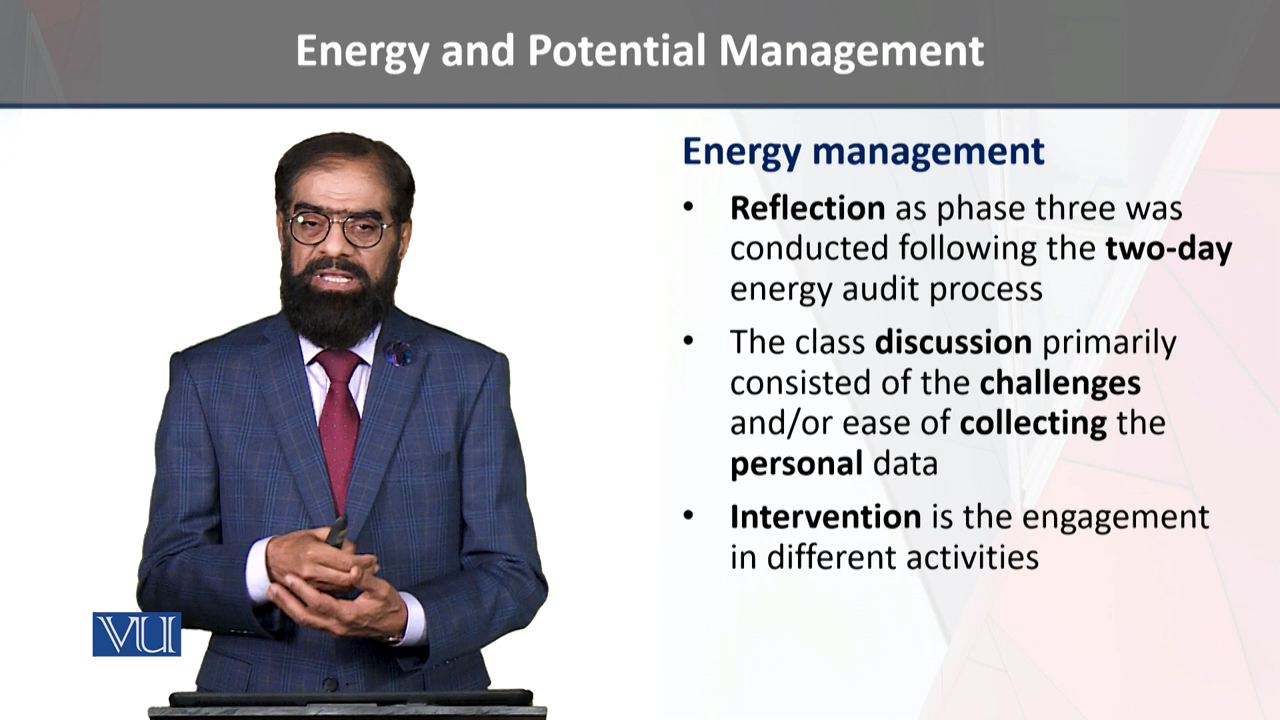 Energy and Potential Management
Energy management
• Reflection as phase three was
conducted following the two-day
energy audit process
• The class discussion primarily
consisted of the challenges
and/or ease of collecting the
personal data
• Intervention is the engagement
in different activities
VU